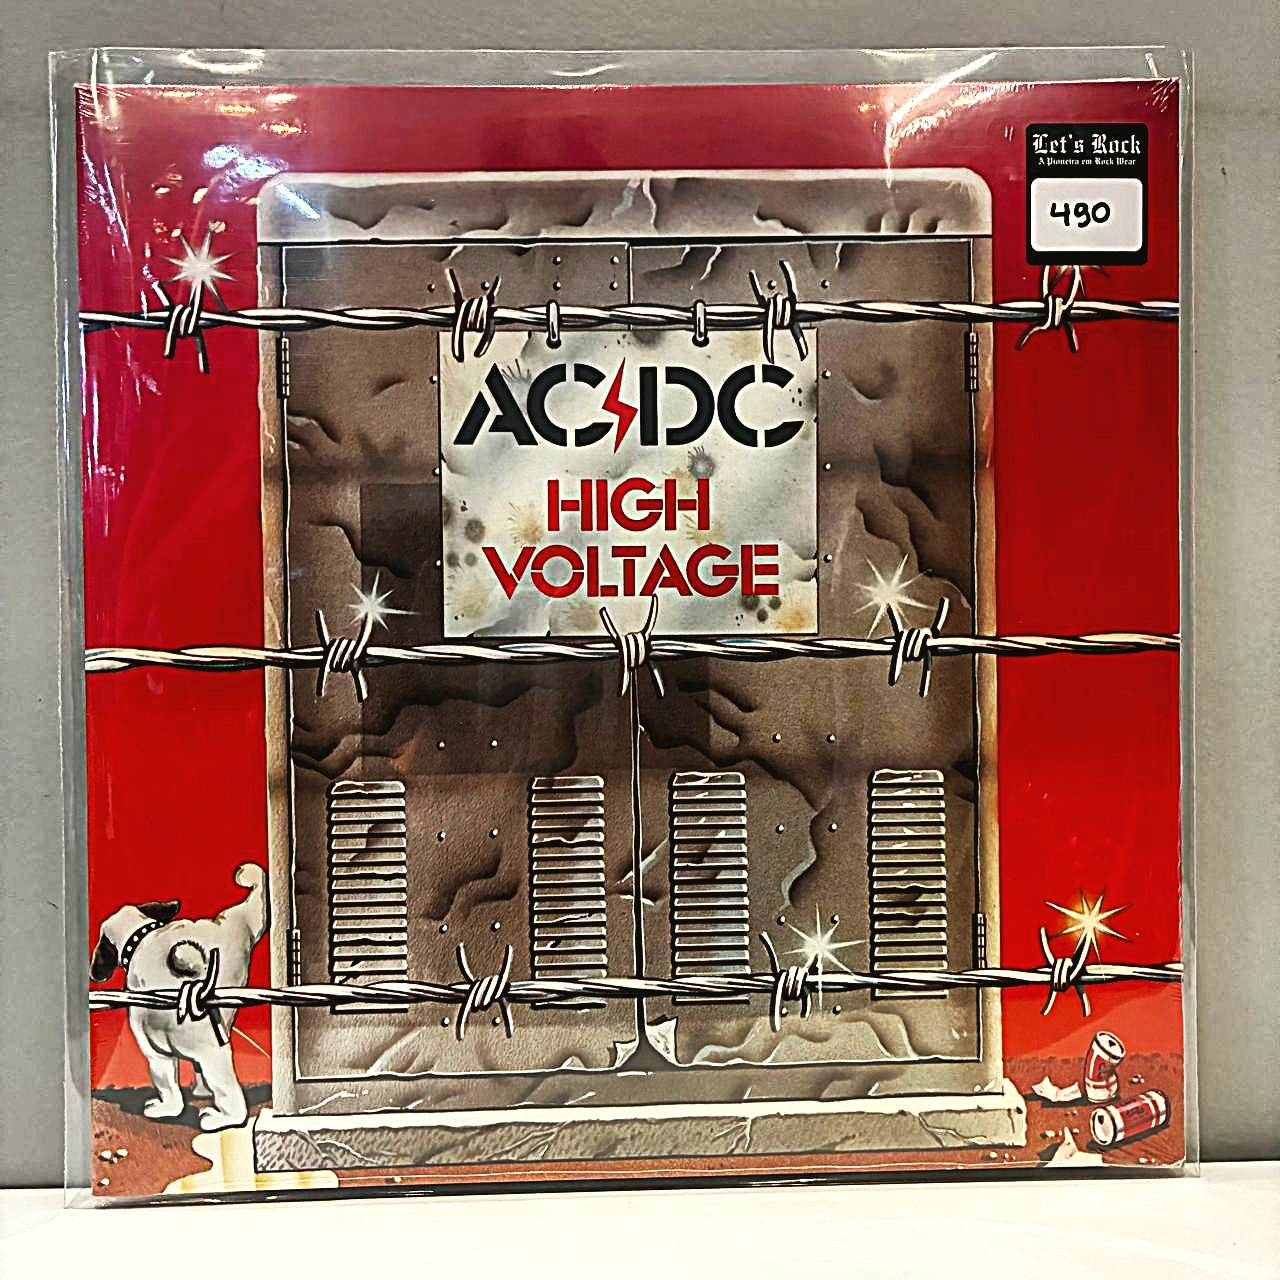 Let's Rock
A Pioneira em Rock Wear
490
AC DC
HIGH
VOLTAGE